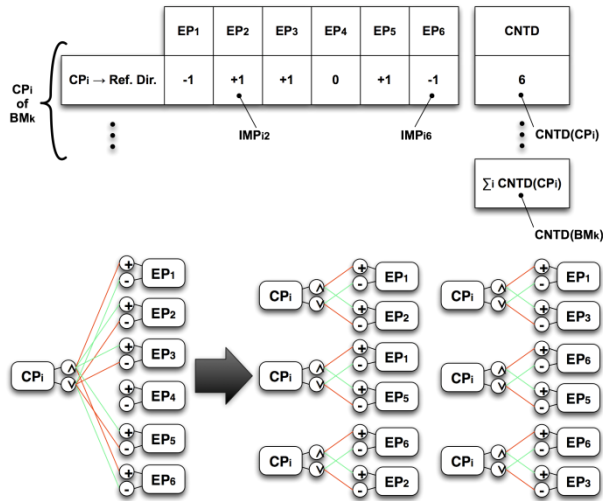 EP1 EP2 EP3 EP4 EP5 EP6 CNTD
CPi → Ref. Dir. -1 +1 +1 0 +1 -1 6
CPi
of
BMk
IMPi2 IMPi6 CNTD(CPi)
∑i CNTD(CPi)
CNTD(BMk)
CPi < > + - EP1 + - EP2 + - EP3 + - EP4 + - EP5 + - EP6
CPi < > + - EP1 + - EP2
CPi < > + - EP1 + - EP3
CPi < > + - EP1 + - EP5
CPi < > + - EP6 + - EP5
CPi < > + - EP6 + - EP2
CPi < > + - EP6 + - EP3